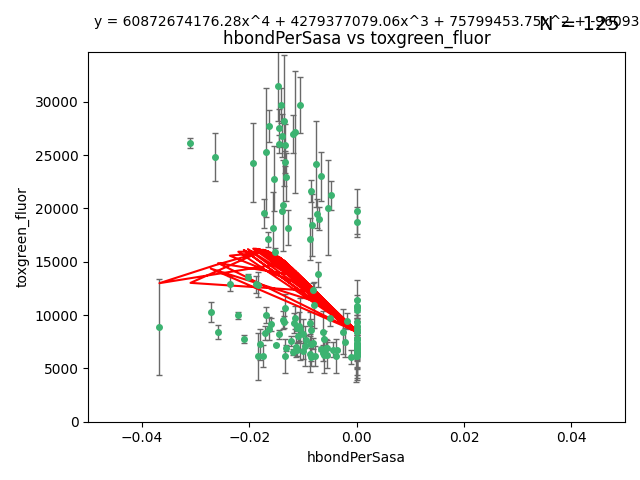 y = 60872674176.28x^4 + 4279377079.06x^3 + 75799453.75x^2 + -96093
N = 125
hbondPerSasa vs toxgreen_fluor
toxgreen_fluor
30000
25000
20000
15000
10000
5000
0
-0.04
-0.02
0.00
0.02
0.04
hbondPerSasa